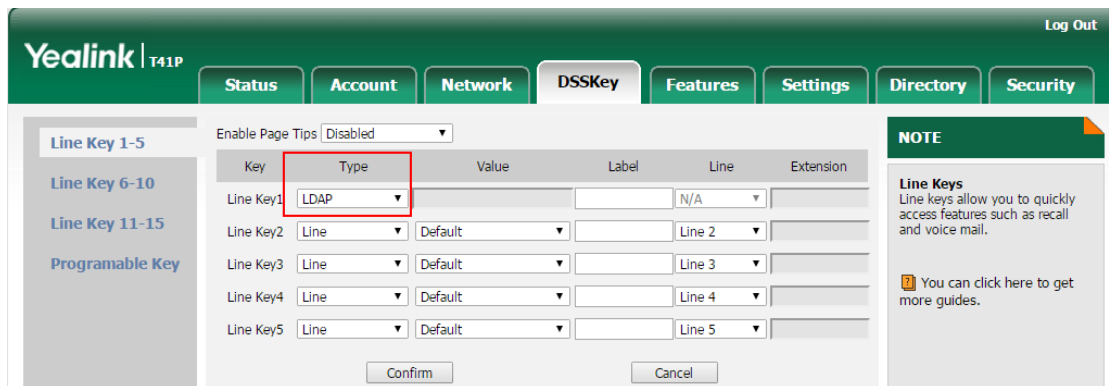 Log Out
Yealink | T41P
Status Account Network DSSKey Features Settings Directory Security
Line Key 1-5
Line Key 6-10
Line Key 11-15
Programable Key
Enable Page Tips Disabled
Key Type Value Label Line Extension
Line Key1 LDAP N/A
Line Key2 Line Default Line 2
Line Key3 Line Default Line 3
Line Key4 Line Default Line 4
Line Key5 Line Default Line 5
Confirm Cancel
NOTE
Line Keys
Line keys allow you to quickly
access features such as recall
and voice mail.
You can click here to get
more guides.